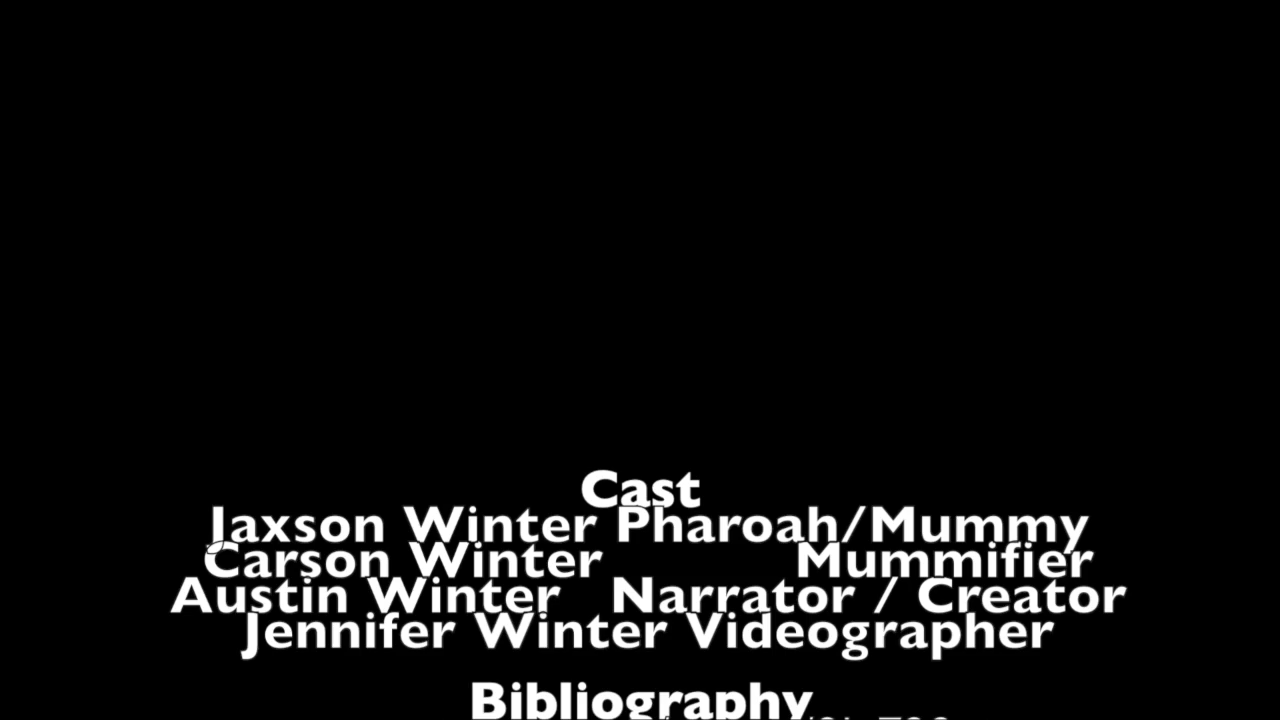 Cast
Jaxson Winter Pharoah/Mummy
Carson Winter Mummifier
Austin Winter Narrator / Creator
Jennifer Winter Videographer
Bibliography